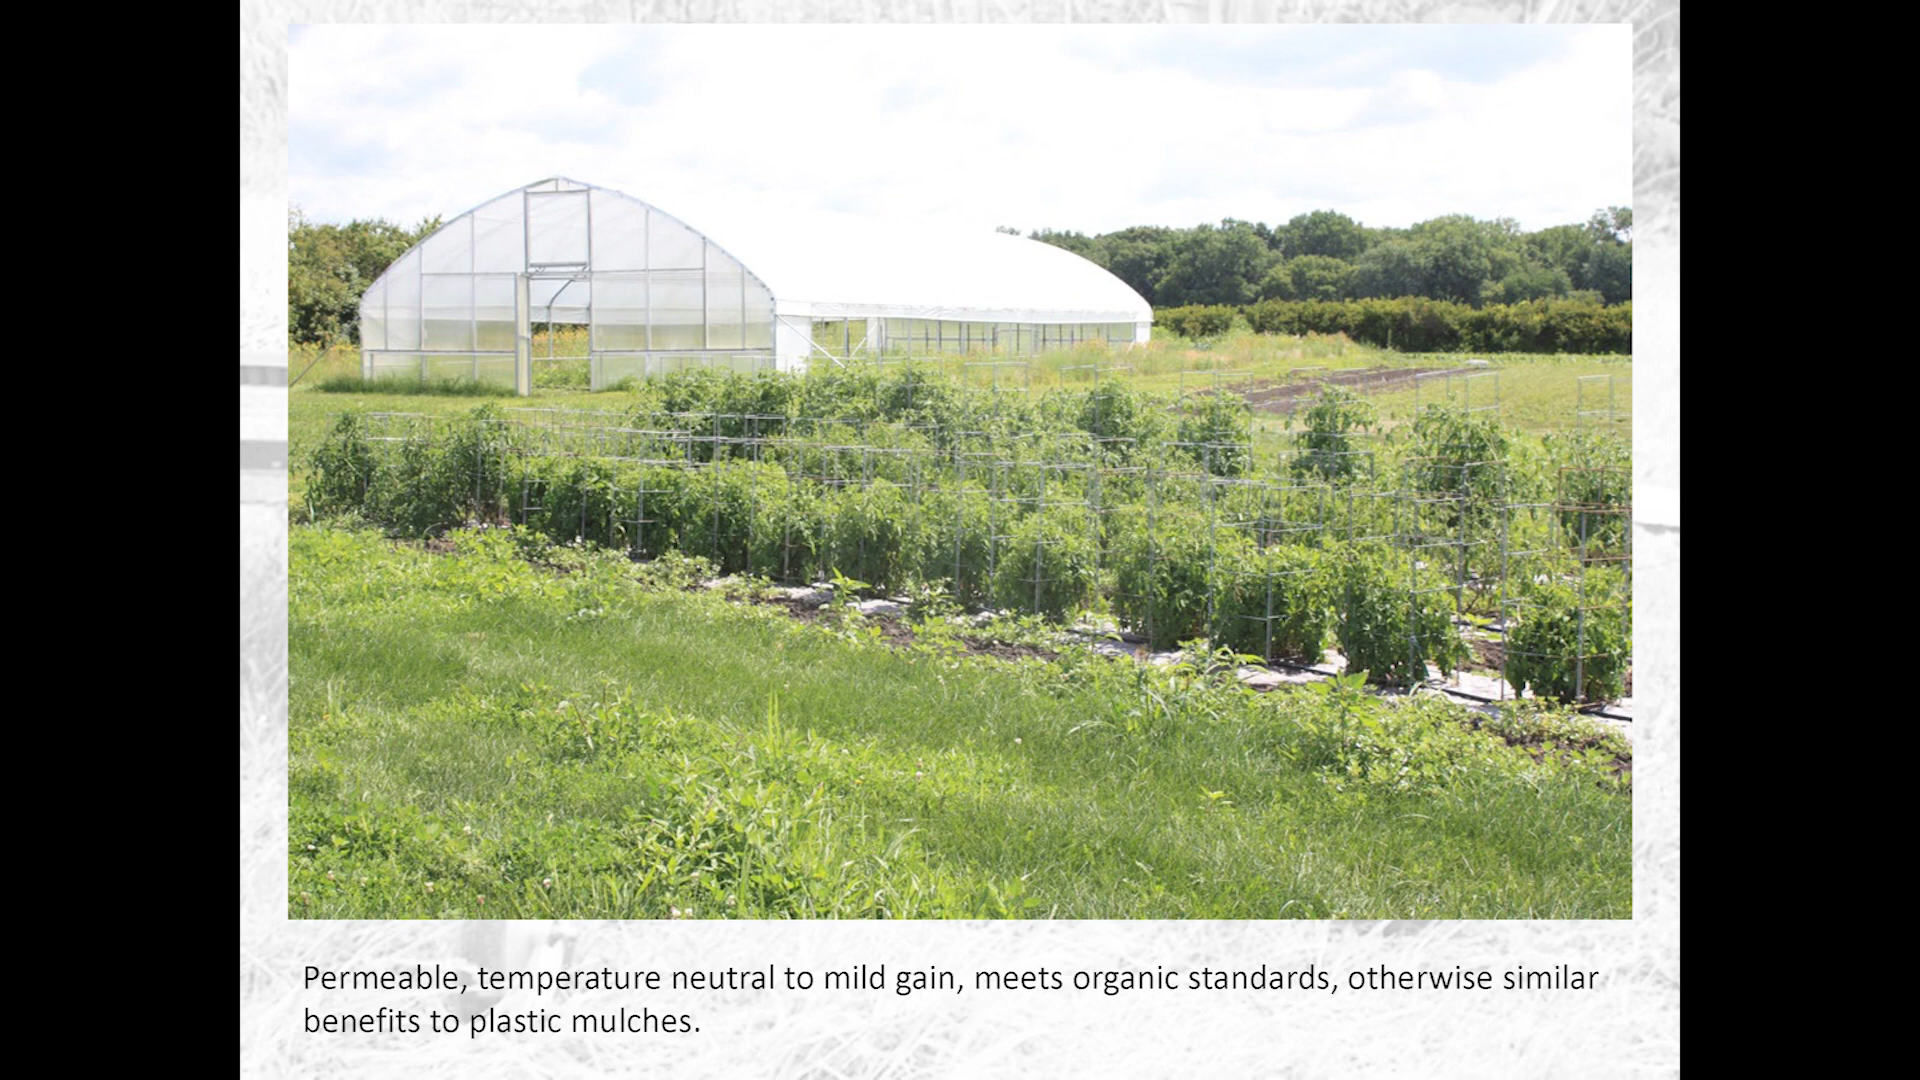 Permeable, temperature neutral to mild gain, meets organic standards, otherwise similar
benefits to plastic mulches.